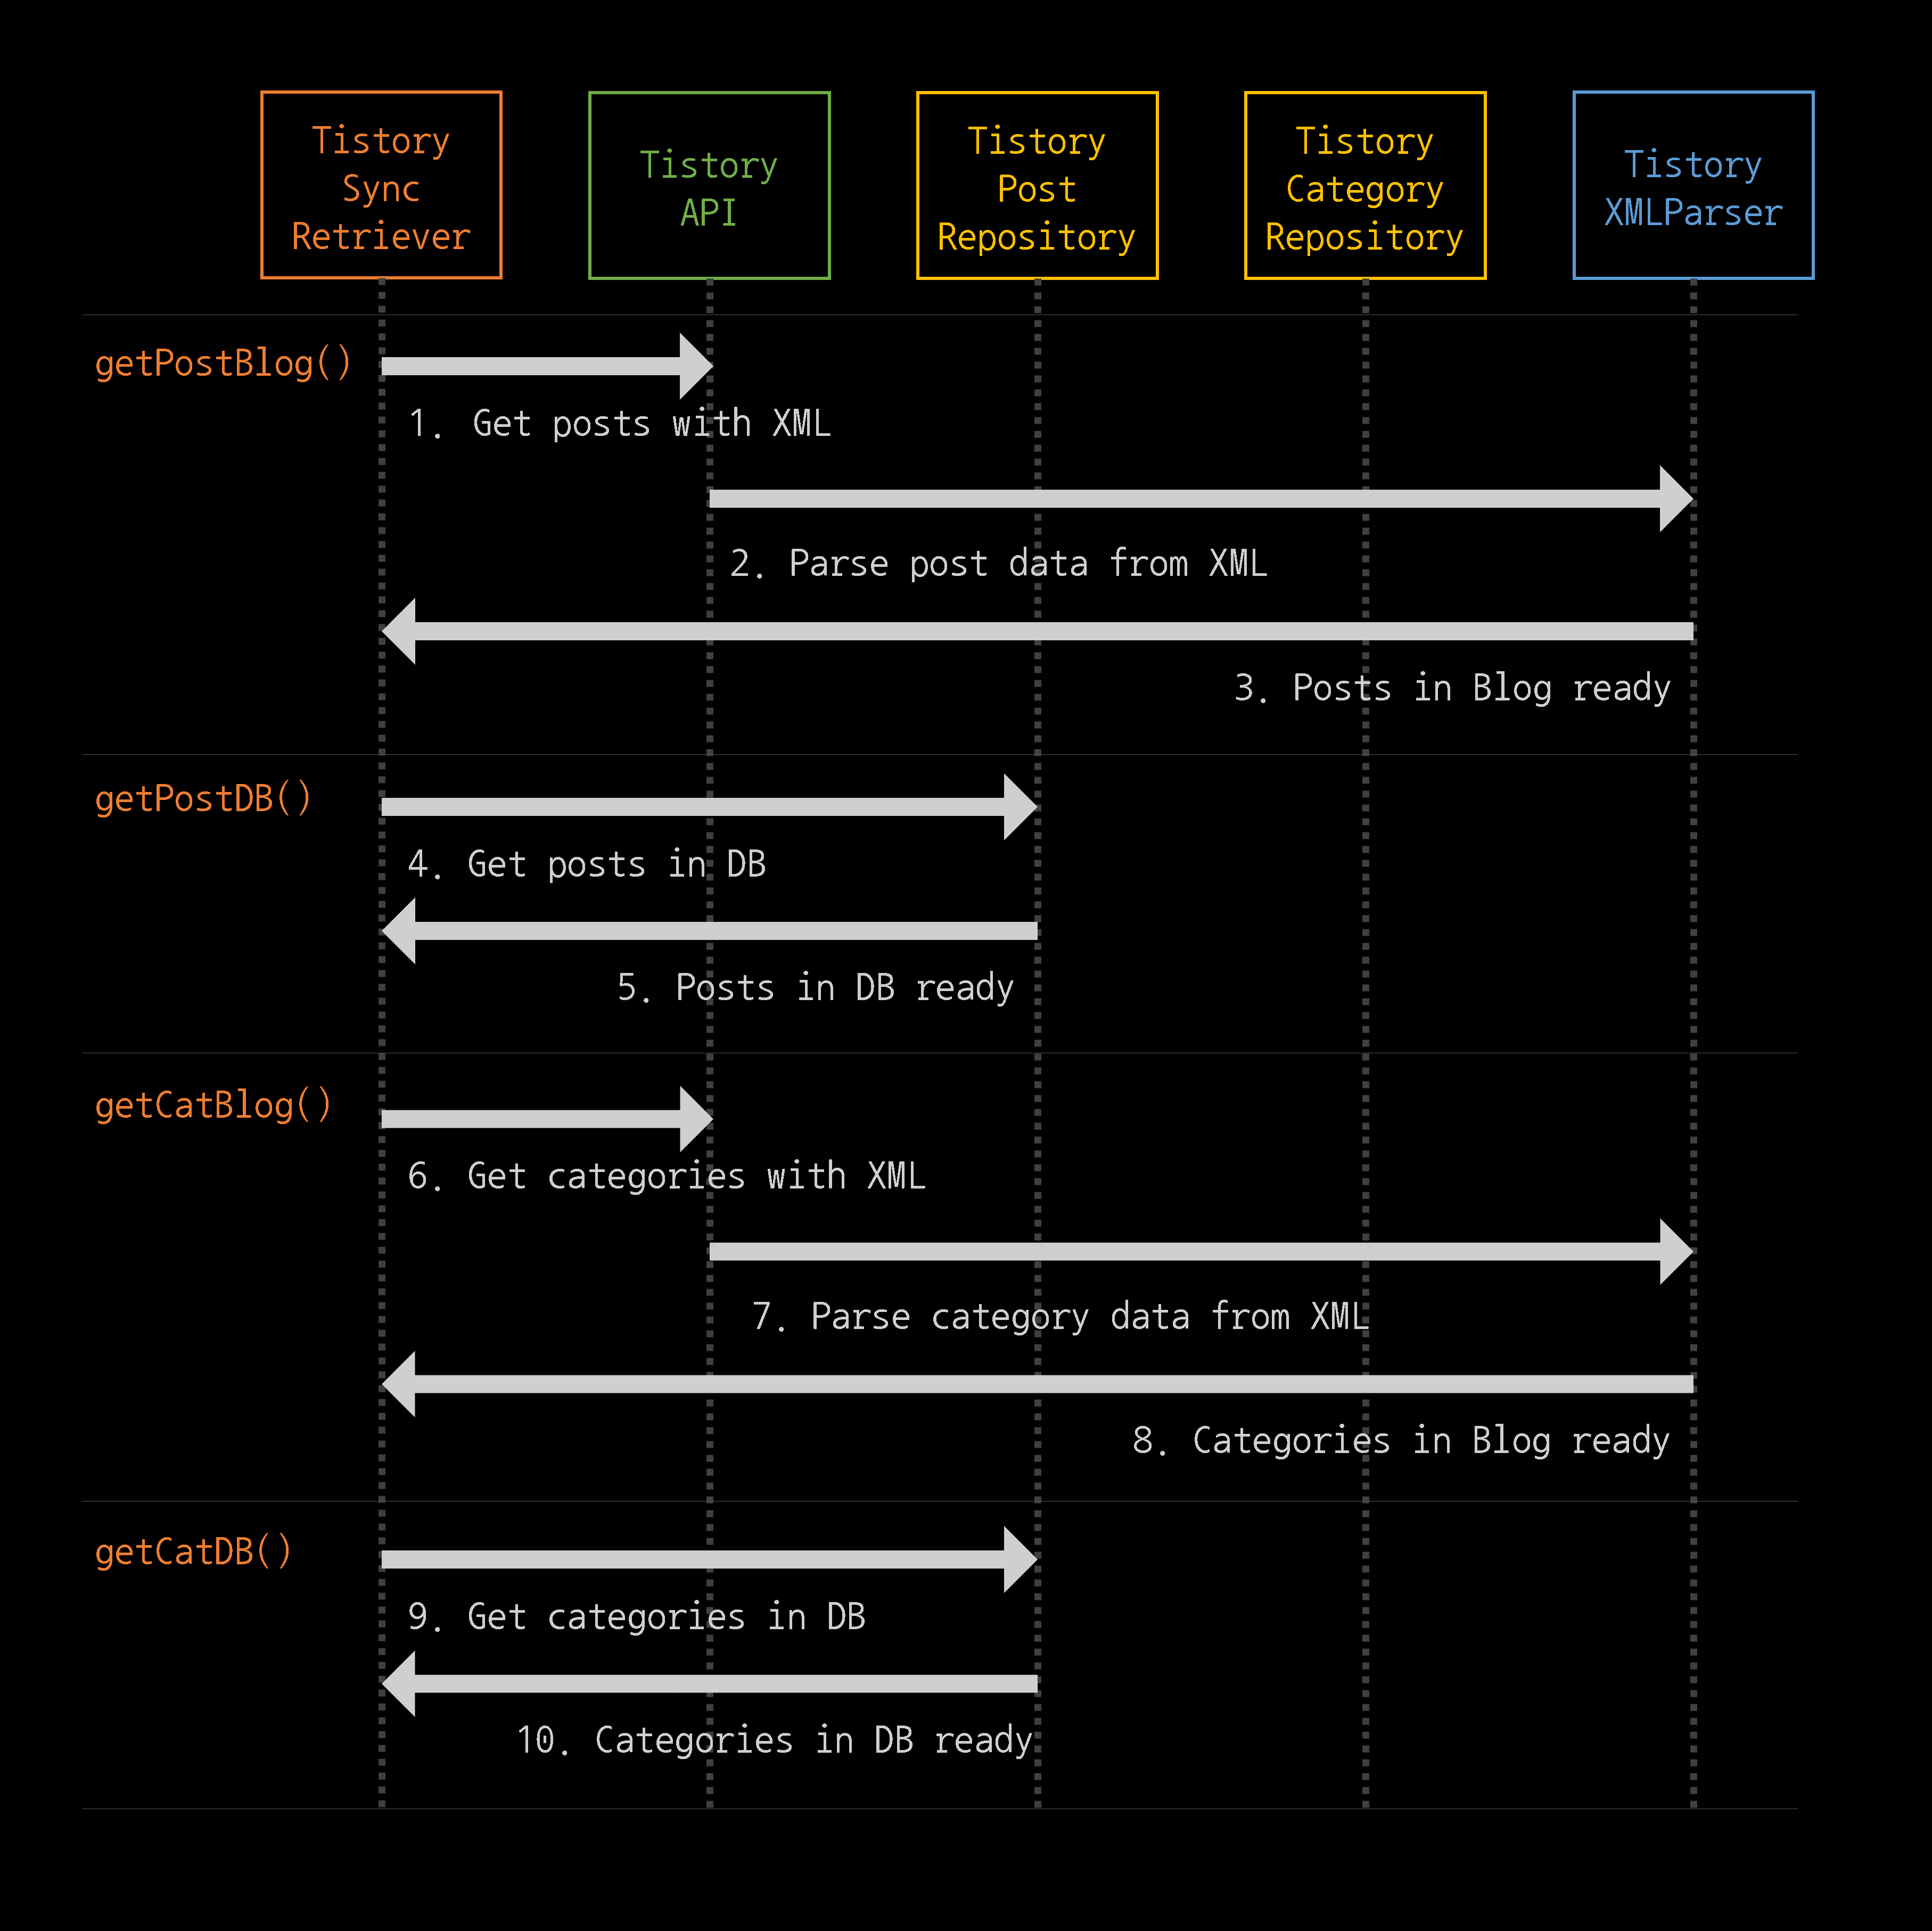 Tistory
Sync
Retriever
Tistory
API
Tistory
Post
Repository
Tistory
Category
Repository
Tistory
XMLParser
getPostBlog()
1. Get posts with XML
2. Parse post data from XML
3. Posts in Blog ready
getPostDB()
4. Get posts in DB
5. Posts in DB ready
getCatBlog()
6. Get categories with XML
7. Parse category data from XML
8. Categories in Blog ready
getCatDB()
9. Get categories in DB
10. Categories in DB ready